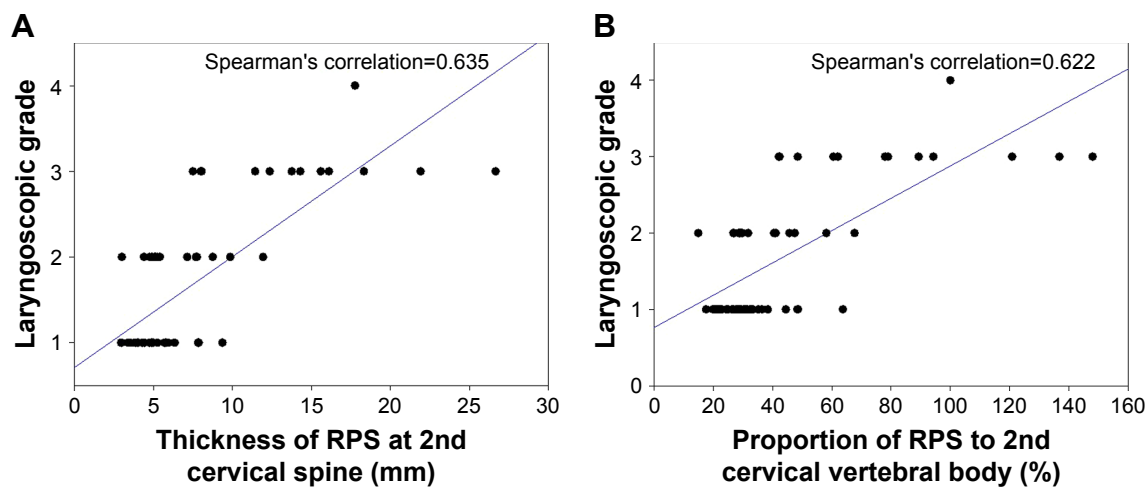 A
Spearman's correlation=0.635
Laryngoscopic grade
4
3
2
1
0 5 10 15 20 25 30
Thickness of RPS at 2nd
cervical spine (mm)
B
Spearman's correlation=0.622
Laryngoscopic grade
4
3
2
1
0
0 20 40 60 80 100 120 140 160
Proportion of RPS to 2nd
cervical vertebral body (%)